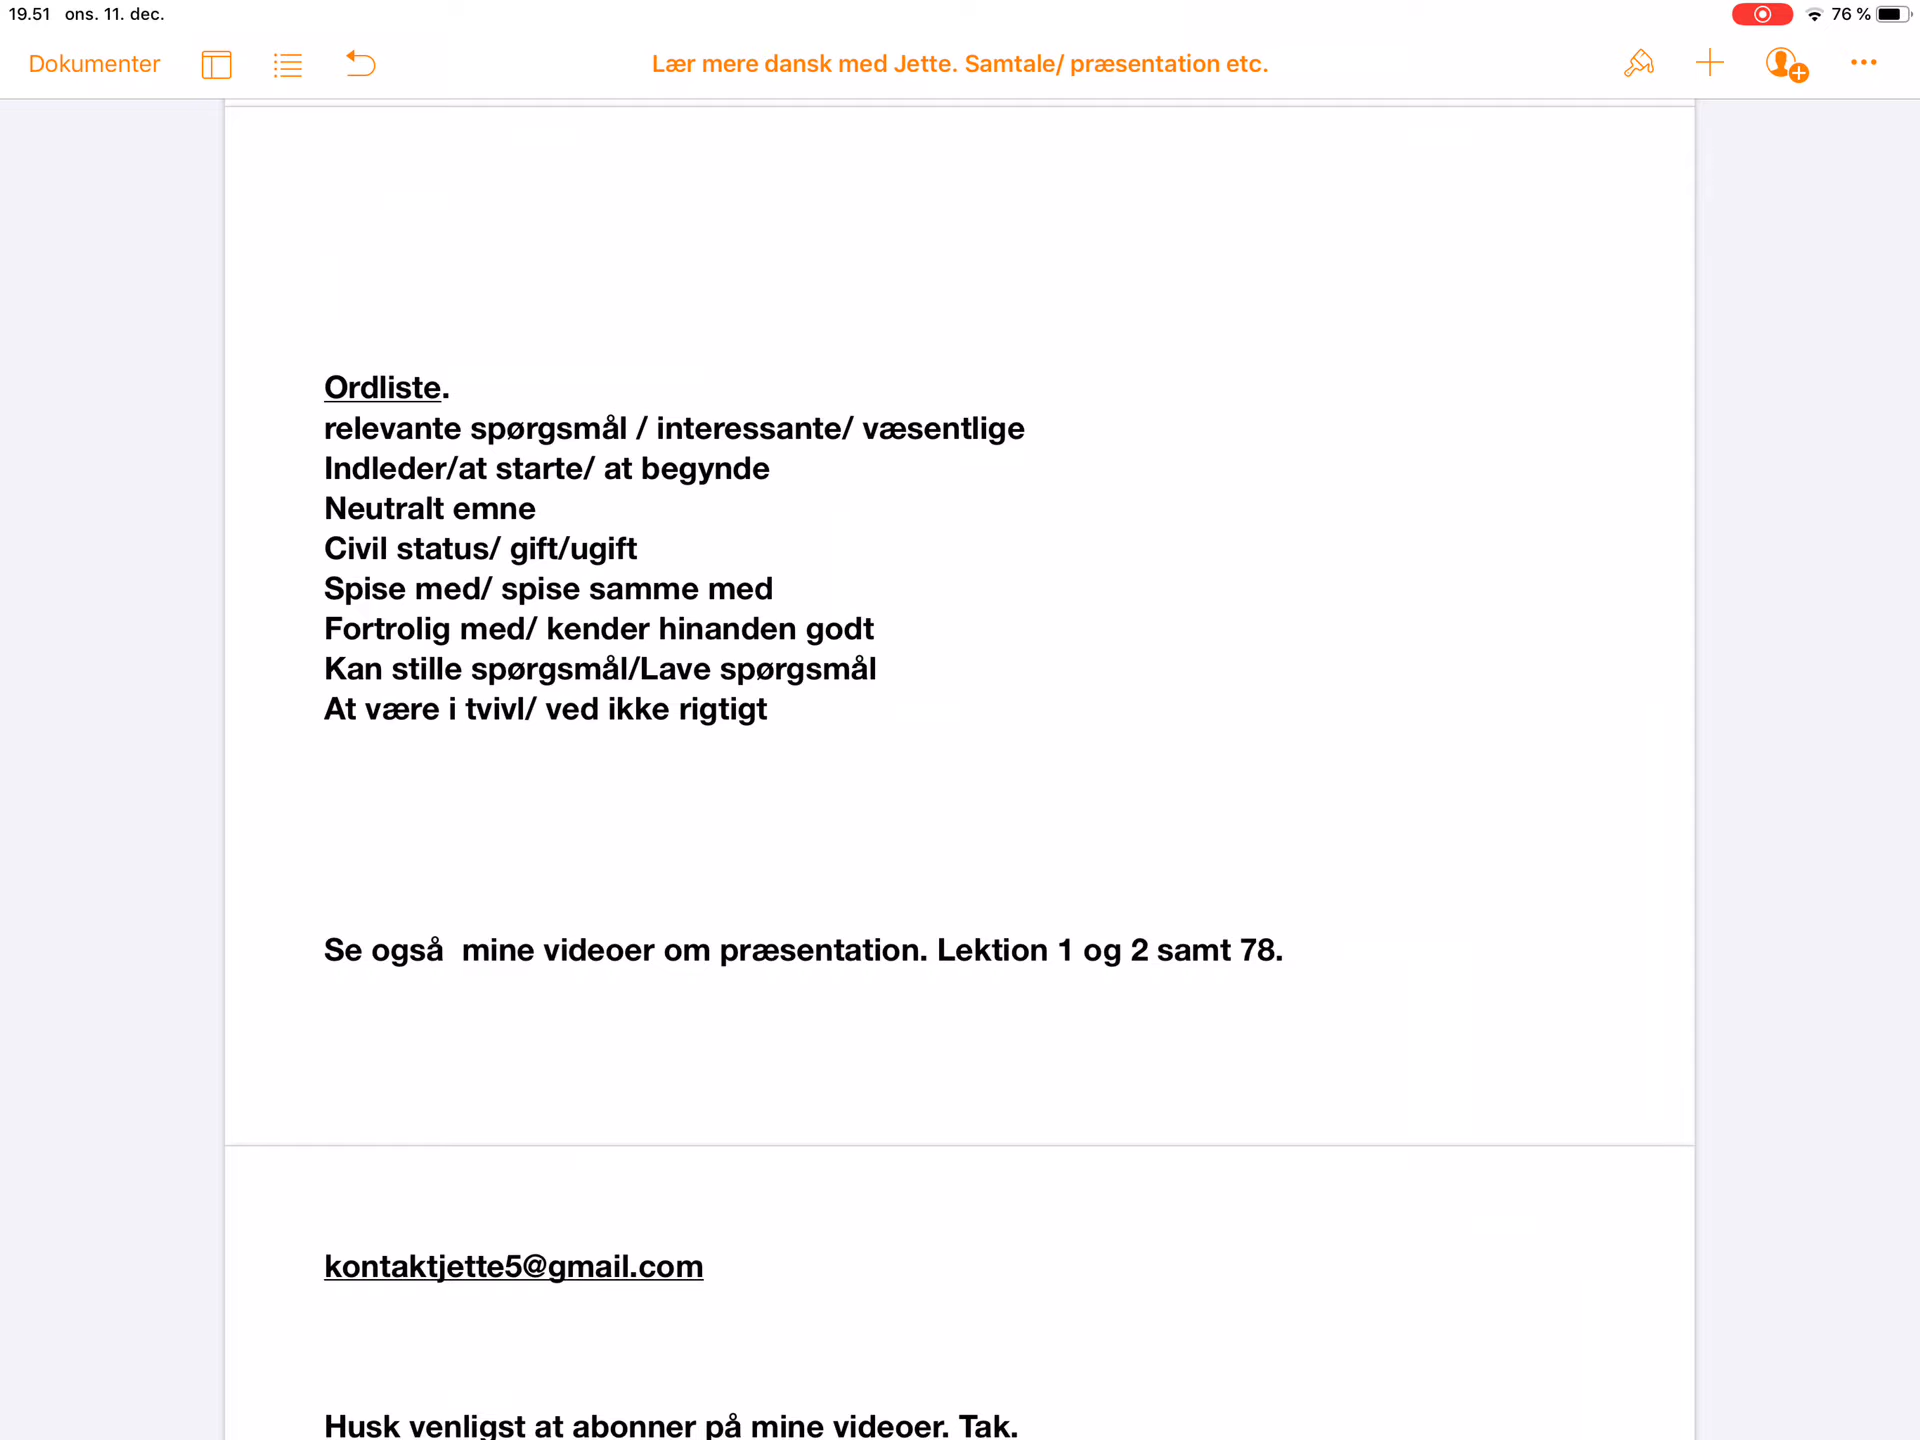 19.51 ons. 11. dec.
76 %
Dokumenter
Lær mere dansk med Jette. Samtale/ præsentation etc.
Ordliste.
relevante spørgsmål / interessante/ væsentlige
Indleder/at starte/ at begynde
Neutralt emne
Civil status/ gift/ugift
Spise med/ spise samme med
Fortrolig med/ kender hinanden godt
Kan stille spørgsmål/Lave spørgsmål
At være i tvivl/ ved ikke rigtigt
Se også  mine videoer om præsentation. Lektion 1 og 2 samt 78.
kontaktjette5@gmail.com
Husk venligst at abonner på mine videoer. Tak.